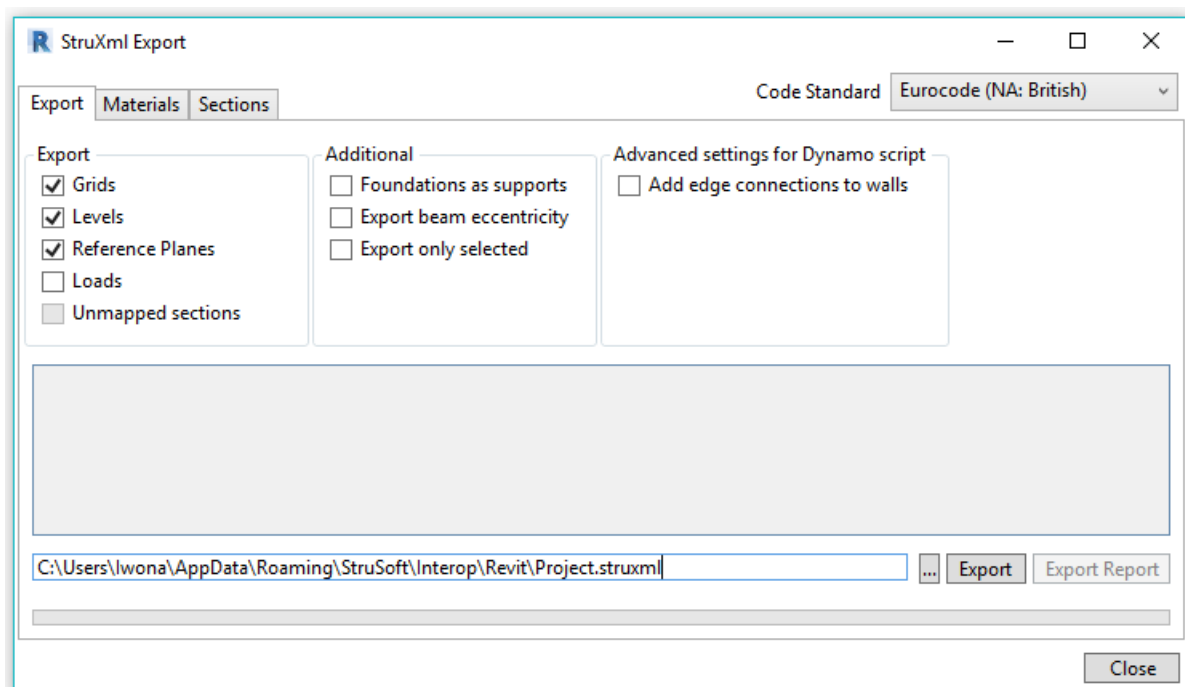 R StruXml Export
Code Standard Eurocode (NA: British)
Export Materials Sections
Export Additional Advanced settings for Dynamo script
Grids Foundations as supports Add edge connections to walls
Levels Export beam eccentricity
Reference Planes Export only selected
Loads
Unmapped sections
C:\Users\Iwona\AppData\Roaming\StruSoft\Interop\Revit\Project.struxml ... Export Export Report
Close